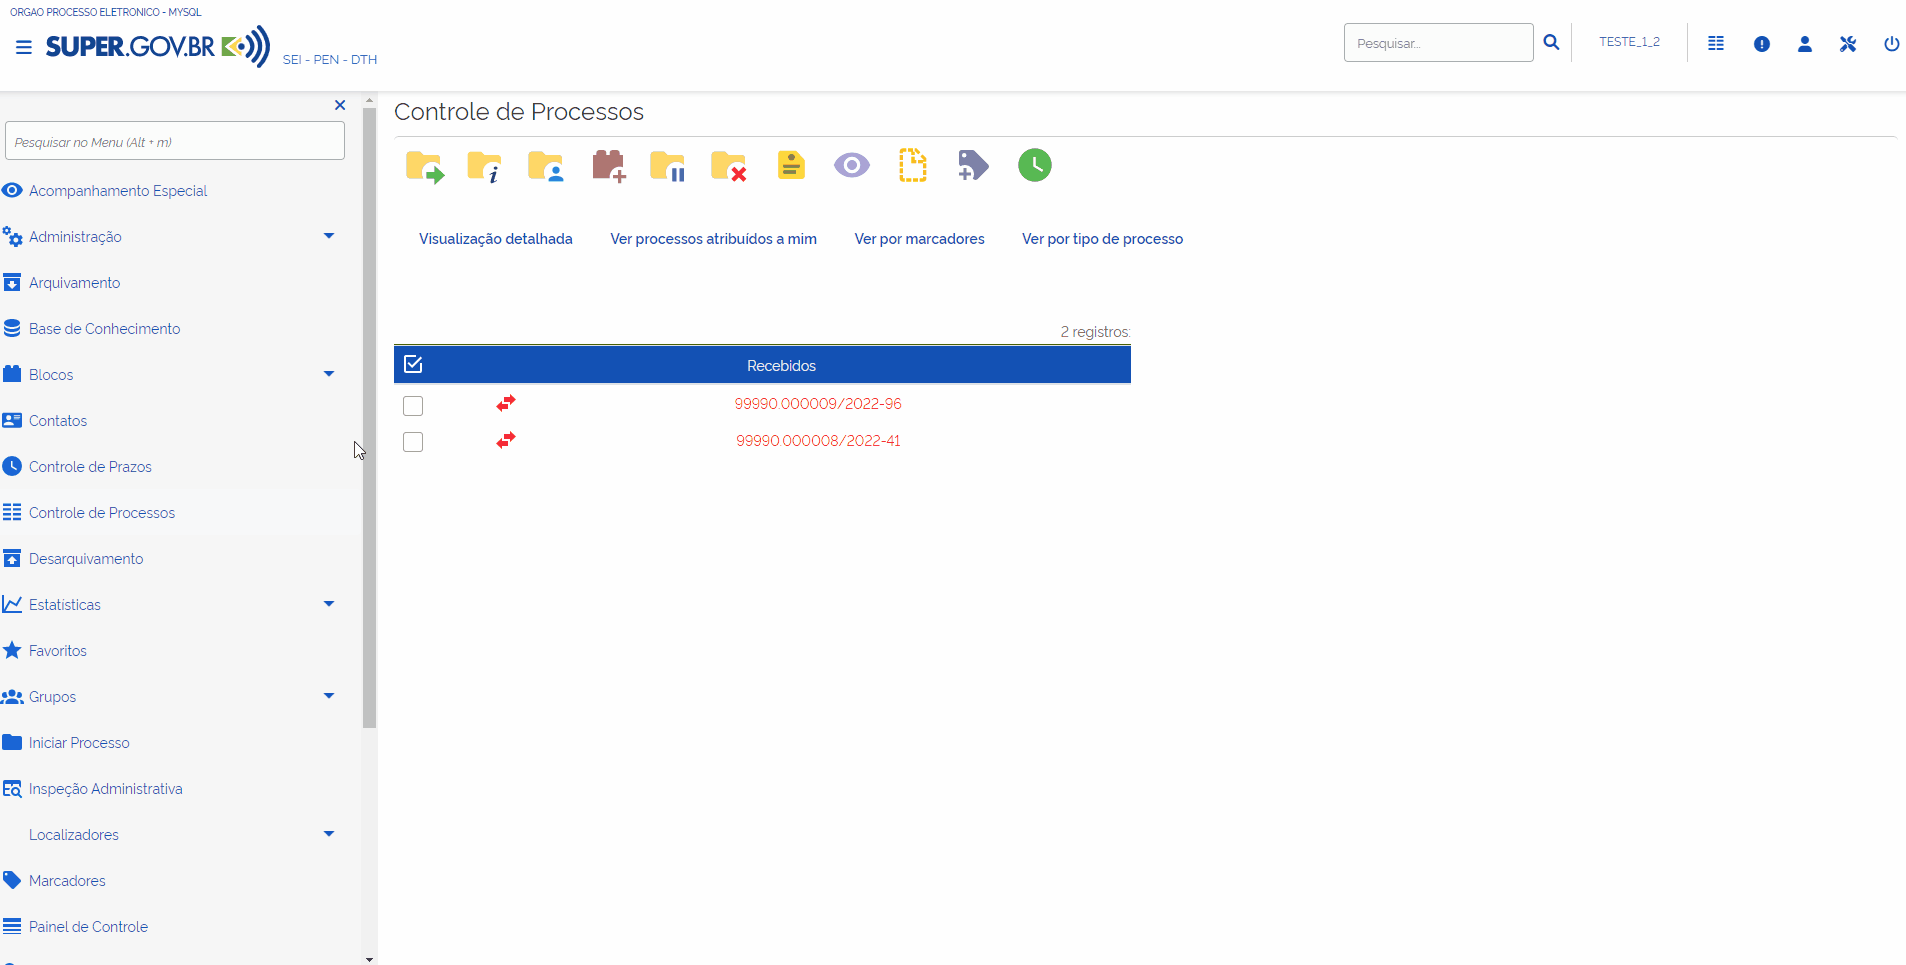 ORGAO PROCESSO ELETRONICO - MYSQL
SUPER.GOV.BR
SEI - PEN - DTH
Pesquisar...
TESTE_1_2
Pesquisar no Menu (Alt + m)
Acompanhamento Especial
Administração
Arquivamento
Base de Conhecimento
Blocos
Contatos
Controle de Prazos
Controle de Processos
Desarquivamento
Estatísticas
Favoritos
Grupos
Iniciar Processo
Inspeção Administrativa
Localizadores
Marcadores
Painel de Controle
Controle de Processos
Visualização detalhada
Ver processos atribuídos a mim
Ver por marcadores
Ver por tipo de processo
2 registros:
Recebidos
99990.000009/2022-96
99990.000008/2022-41